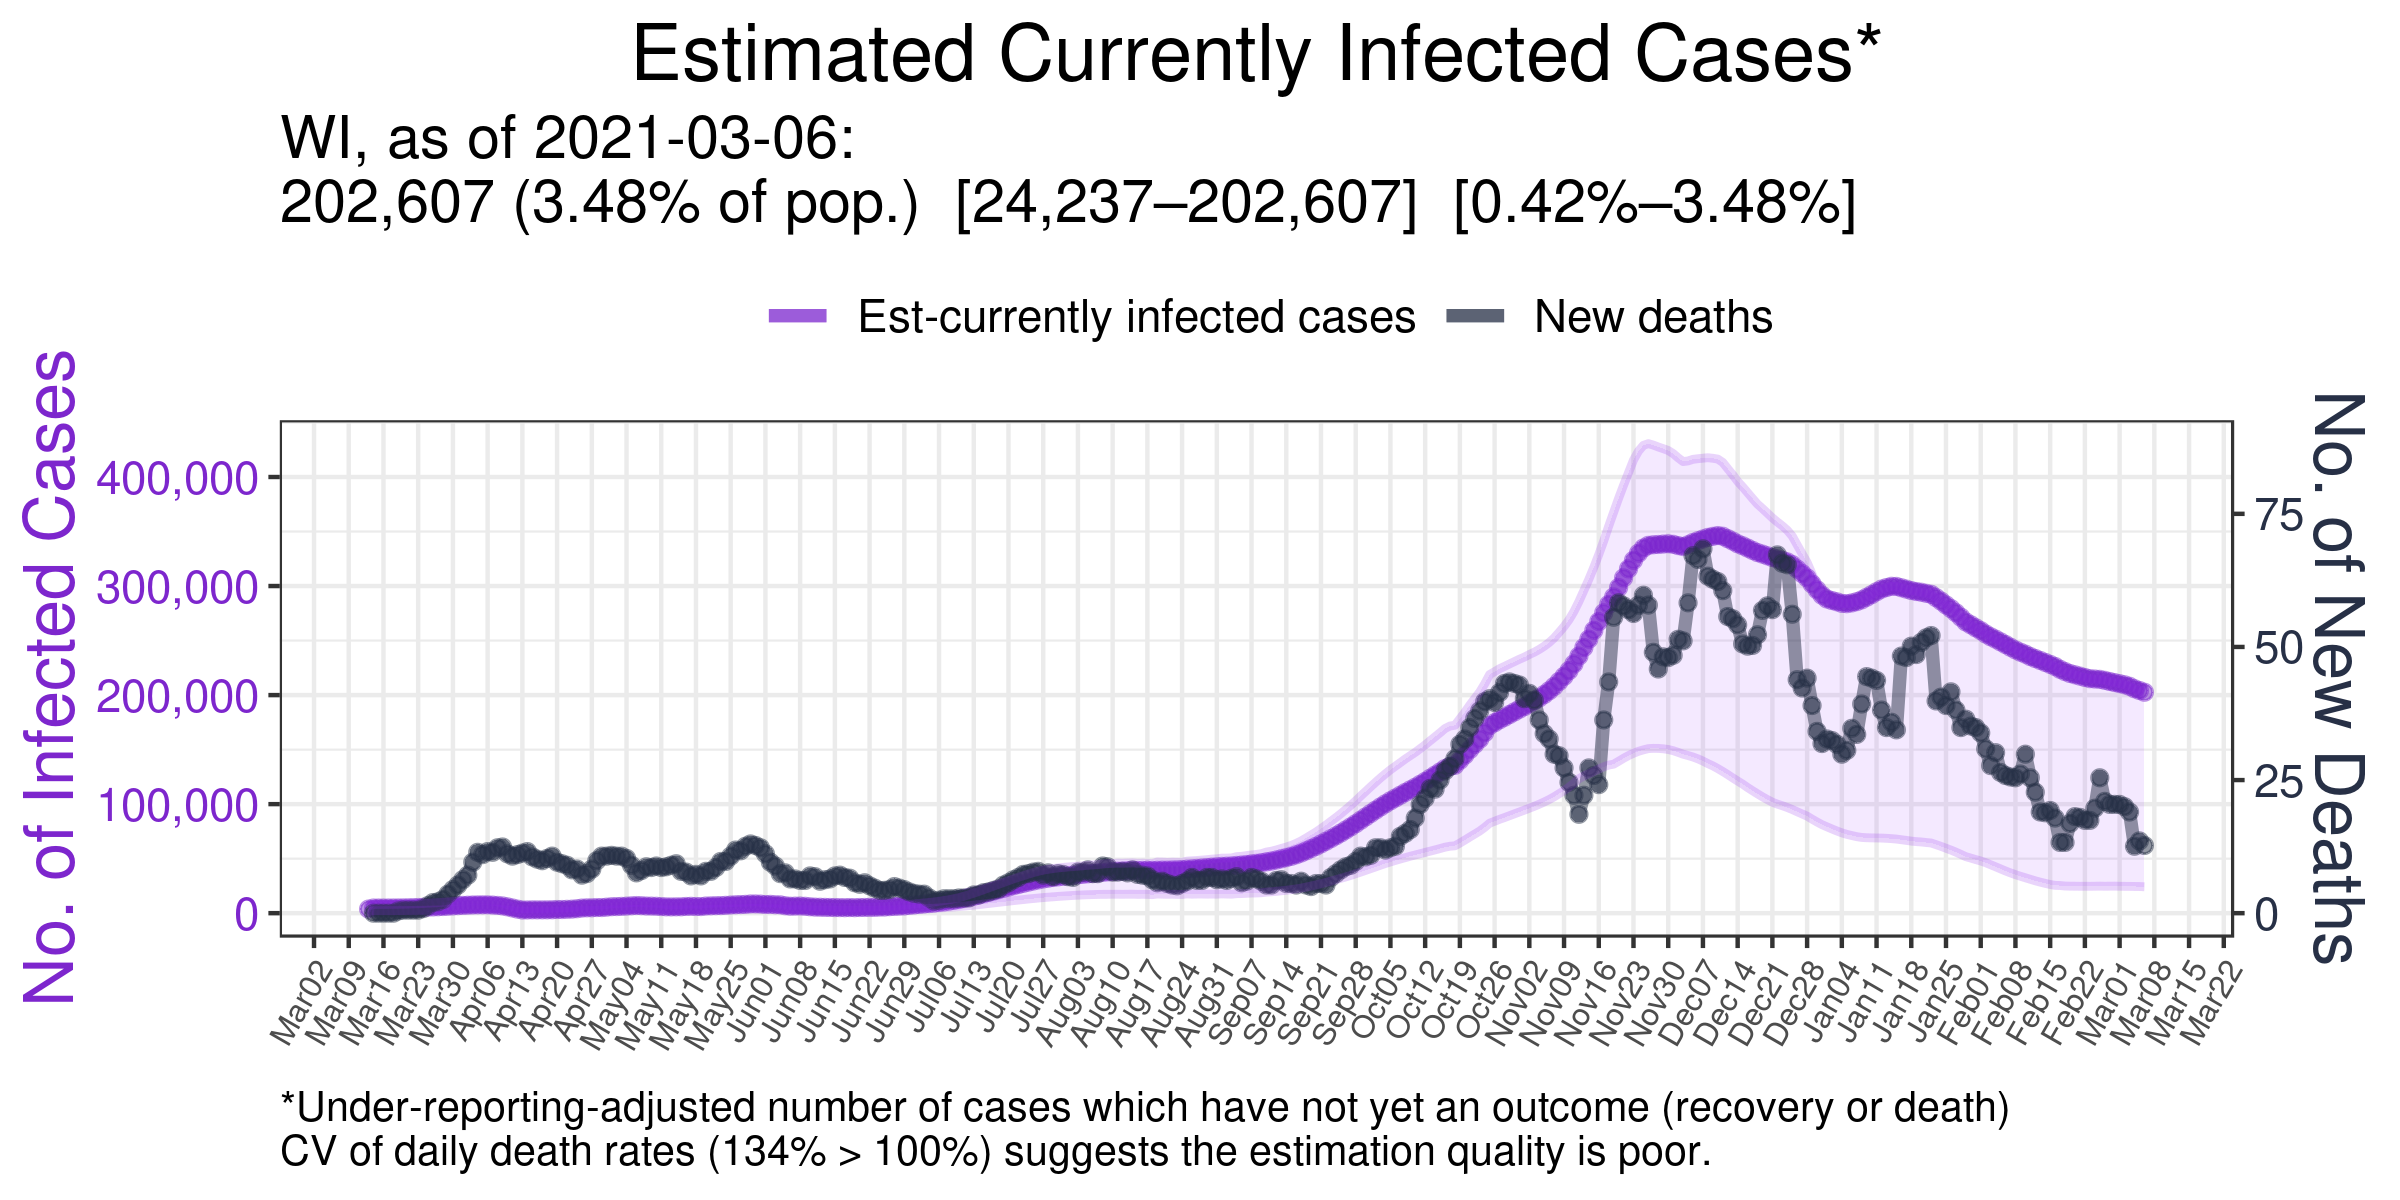 Estimated Currently Infected Cases*
WI, as of 2021-03-06:
202,607 (3.48% of pop.)  [24,237–202,607]  [0.42%–3.48%]
Est-currently infected cases
New deaths
No. of Infected Cases
400,000
300,000
200,000
100,000
0
75
50
25
0
No. of New Deaths
Mar02
Mar09
Mar16
Mar23
Mar30
Apr06
Apr13
Apr20
Apr27
May04
May11
May18
May25
Jun01
Jun08
Jun15
Jun22
Jun29
Jul06
Jul13
Jul20
Jul27
Aug03
Aug10
Aug17
Aug24
Aug31
Sep07
Sep14
Sep21
Sep28
Oct05
Oct12
Oct19
Oct26
Nov02
Nov09
Nov16
Nov23
Nov30
Dec07
Dec14
Dec21
Dec28
Jan04
Jan11
Jan18
Jan25
Feb01
Feb08
Feb15
Feb22
Mar01
Mar08
Mar15
Mar22
*Under-reporting-adjusted number of cases which have not yet an outcome (recovery or death)
CV of daily death rates (134% > 100%) suggests the estimation quality is poor.